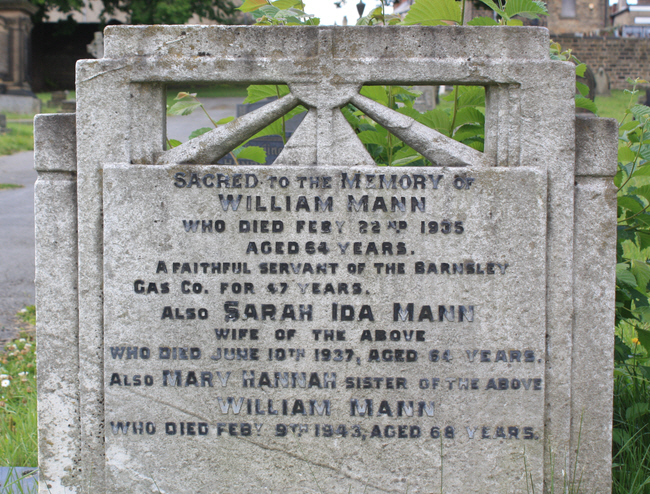 SACRED TO THE MEMORY OF
WILLIAM MANN
WHO DIED FEBY 22ND 1935
AGED 64 YEARS.
A FAITHFUL SERVANT OF THE BARNSLEY
GAS CO. FOR 47 YEARS.
ALSO SARAH IDA MANN
WIFE OF THE ABOVE
WHO DIED JUNE 10TH 1937, AGED 64 YEARS.
ALSO MARY HANNAH SISTER OF THE ABOVE
WILLIAM MANN
WHO DIED FEBY 9TH 1943, AGED 68 YEARS.